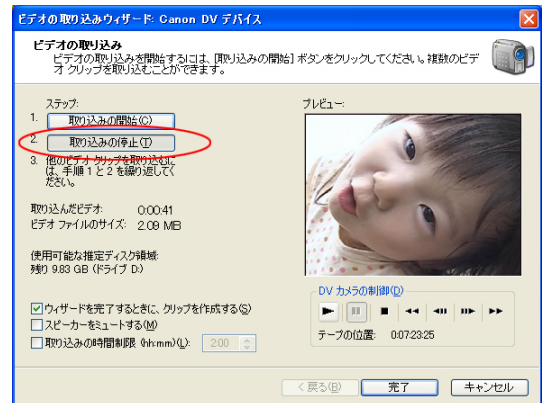 ビデオの取り込みウィザード: Canon DV デバイス
ビデオの取り込み
ビデオの取り込みを開始するには、[取り込みの開始] ボタンをクリックしてください。複数のビデ
オ クリップを取り込むことができます。
ステップ:
1. 取り込みの開始(C)
2. 取り込みの停止(T)
3. 他のビデオ クリップを取り込むに
は、手順 1 と 2 を繰り返してく
ださい。
取り込んだビデオ: 0:00:41
ビデオ ファイルのサイズ: 2.09 MB
使用可能な推定ディスク領域:
残り 9.83 GB (ドライブ D:)
ウィザードを完了するときに、クリップを作成する(S)
スピーカーをミュートする(M)
取り込みの時間制限 (hh:mm)(L): 2:00
プレビュー:
DV カメラの制御(D)
テープの位置: 0:07:23:25
< 戻る(B)
完了
キャンセル